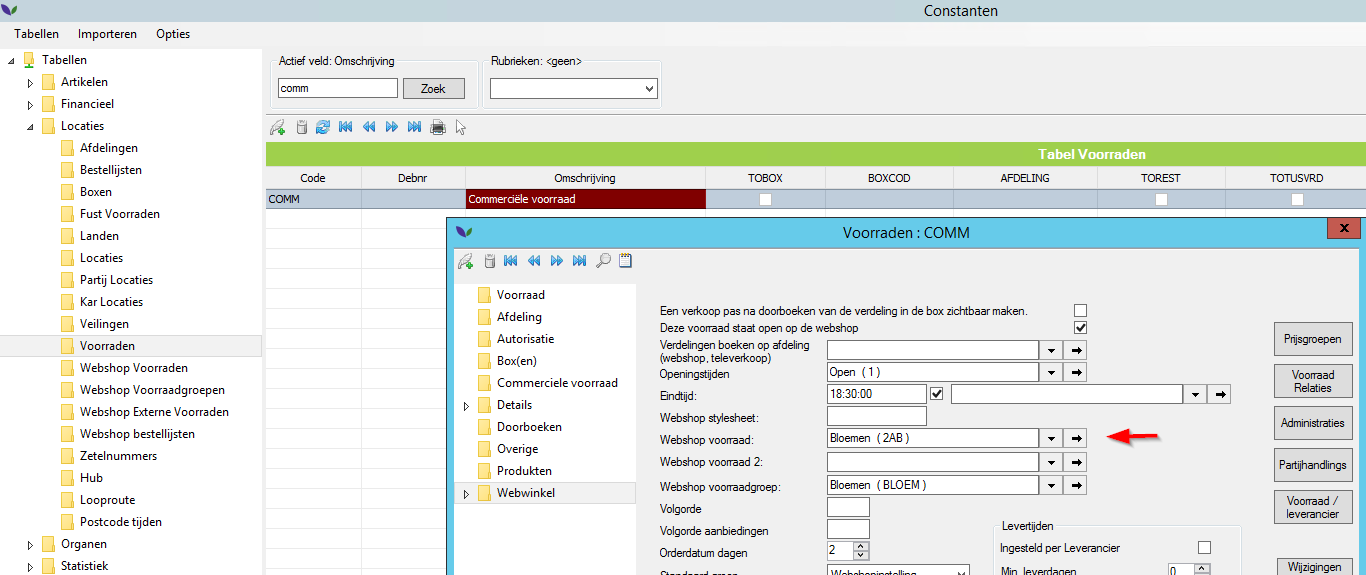 Constanten
Tabellen Importeren Opties
Tabellen
Artikelen
Financieel
Locaties
Afdelingen
Bestellijsten
Boxen
Fust Voorraden
Landen
Locaties
Partij Locaties
Kar Locaties
Veilingen
Voorraden
Webshop Voorraden
Webshop Voorraadgroepen
Webshop Externe Voorraden
Webshop bestellijsten
Zetelnummers
Hub
Looproute
Postcode tijden
Organen
Statistiek
Actief veld: Omschrijving
comm Zoek
Rubrieken: <geen>
Tabel Voorraden
Code Debnr Omschrijving TOBOX BOXCOD AFDELING TOREST TOTUSVRD
COMM Commerciële voorraad
Voorraden : COMM
X
Voorraad
Afdeling
Autorisatie
Box(en)
Commerciele voorraad
Details
Doorboeken
Overige
Produkten
Webwinkel
Een verkoop pas na doorboeken van de verdeling in de box zichtbaar maken.
Deze voorraad staat open op de webshop
Verdelingen boeken op afdeling
(webshop, televerkoop)
Openingstijden Open ( 1 )
Eindtijd: 18:30:00
Webshop stylesheet:
Webshop voorraad: Bloemen ( 2AB )
Webshop voorraad 2:
Webshop voorraadgroep: Bloemen ( BLOEM )
Volgorde
Volgorde aanbiedingen
Orderdatum dagen 2
Levertijden
Ingesteld per Leverancier
Min. leverdagen 0
Prijsgroepen
Voorraad
Relaties
Administraties
Partijhandlings
Voorraad /
leverancier
Wijzigingen